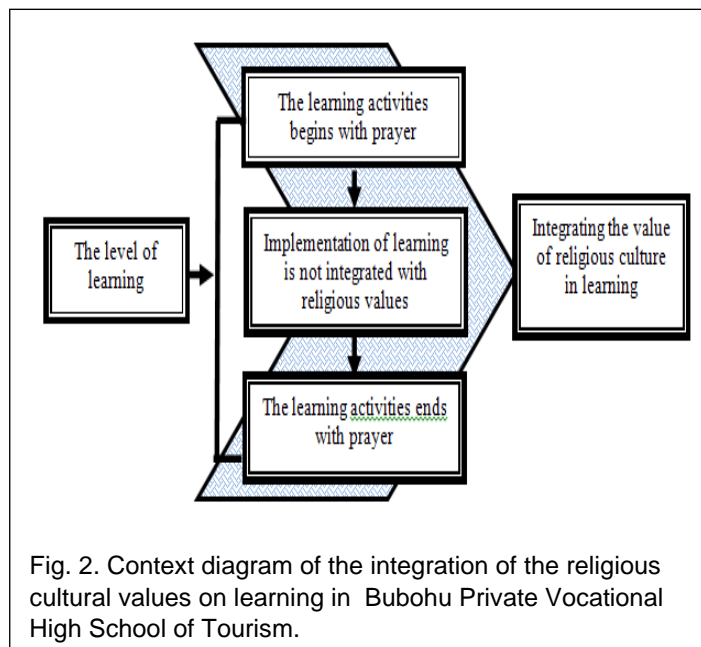 The learning activities
begins with prayer
The level of
learning
Implementation of learning
is not integrated with
religious values
Integrating the value
of religious culture
in learning
The learning activities ends
with prayer
Fig. 2. Context diagram of the integration of the religious
cultural values on learning in Bubohu Private Vocational
High School of Tourism.